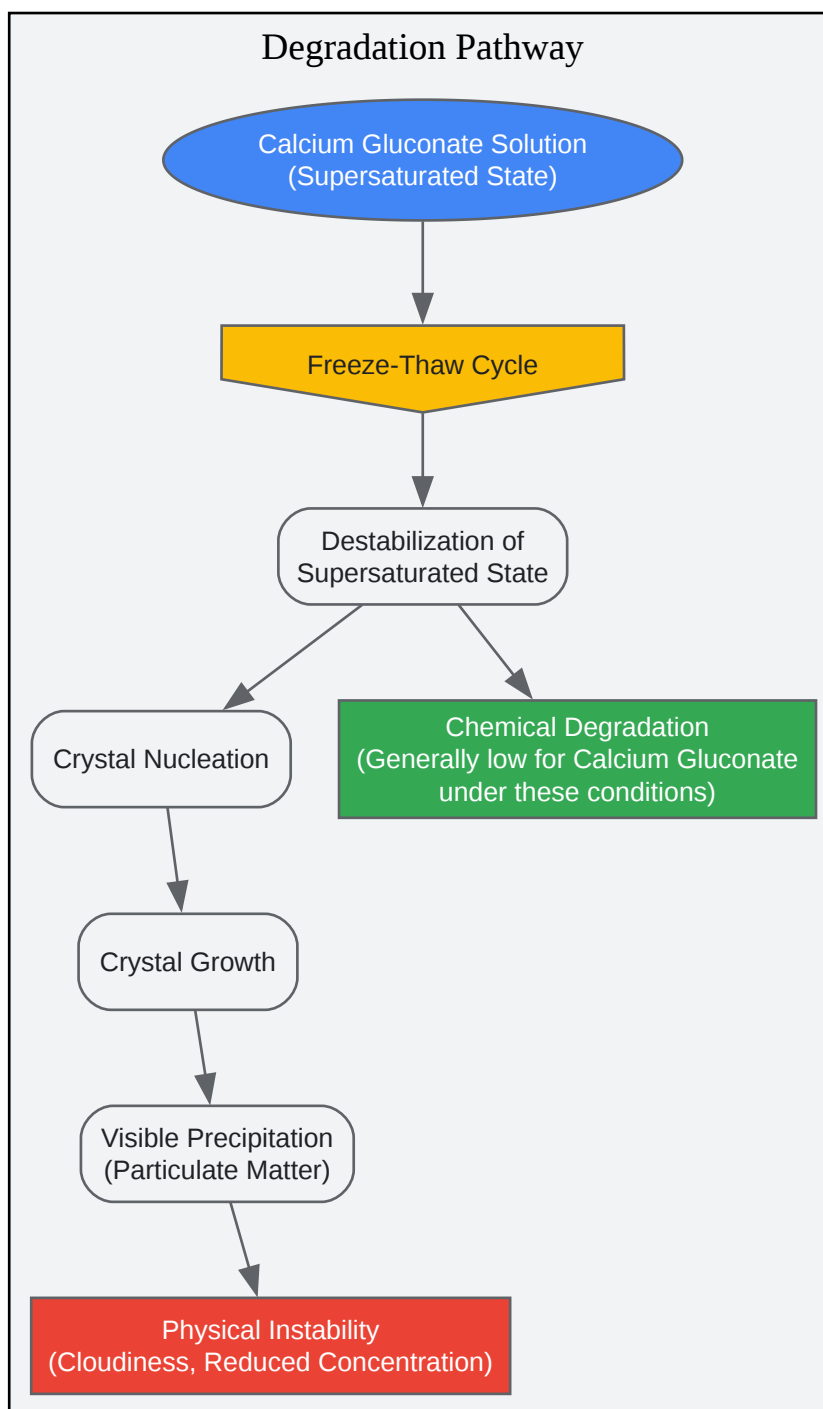 Degradation Pathway
Calcium Gluconate Solution
(Supersaturated State)
Freeze-Thaw Cycle
Destabilization of
Supersaturated State
Crystal Nucleation
Chemical Degradation
(Generally low for Calcium Gluconate
under these conditions)
Crystal Growth
Visible Precipitation
(Particulate Matter)
Physical Instability
(Cloudiness, Reduced Concentration)